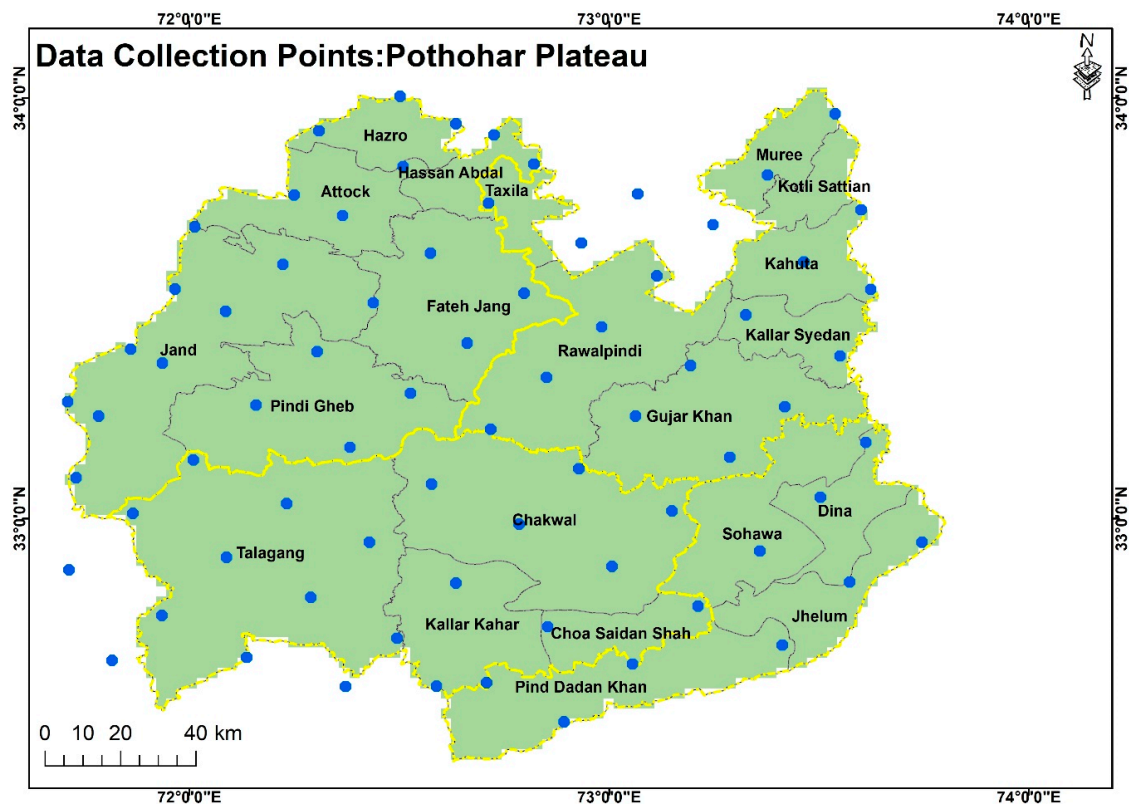 72°0'0"E 73°0'0"E 74°0'0"E
Data Collection Points:Pothohar Plateau
N
34°0'0"N 34°0'0"N
Hazro
Muree
Hassan Abdal
Kotli Sattian
Attock
Taxila
Kahuta
Fateh Jang
Kallar Syedan
Jand
Rawalpindi
Pindi Gheb
Gujar Khan
Chakwal
Dina
33°0'0"N 33°0'0"N
Sohawa
Talagang
Jhelum
Kallar Kahar
Choa Saidan Shah
Pind Dadan Khan
0 10 20 40 km
72°0'0"E 73°0'0"E 74°0'0"E